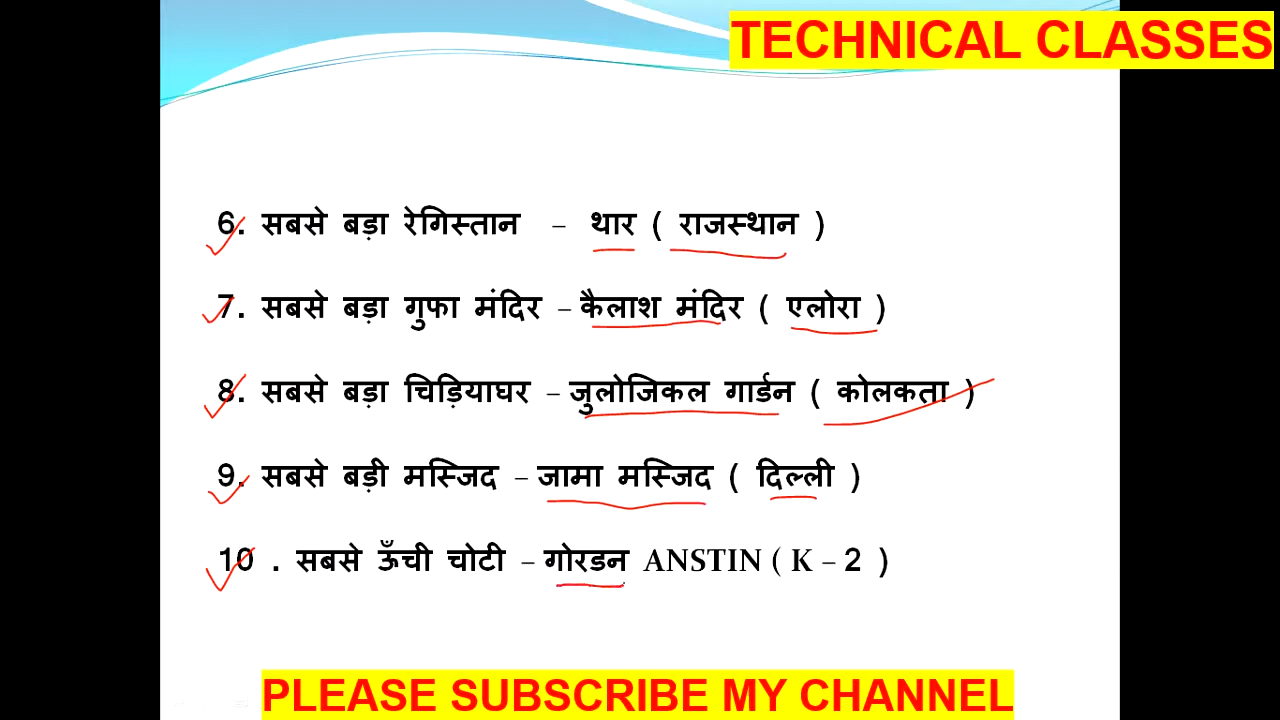 TECHNICAL CLASSES
6. सबसे बड़ा रेगिस्तान – थार ( राजस्थान )
7. सबसे बड़ा गुफा मंदिर – कैलाश मंदिर ( एलोरा )
8. सबसे बड़ा चिड़ियाघर – जुलोजिकल गार्डन ( कोलकता )
9. सबसे बड़ी मस्जिद – जामा मस्जिद ( दिल्ली )
10 . सबसे ऊँची चोटी – गोरडन ANSTIN ( K – 2 )
PLEASE SUBSCRIBE MY CHANNEL